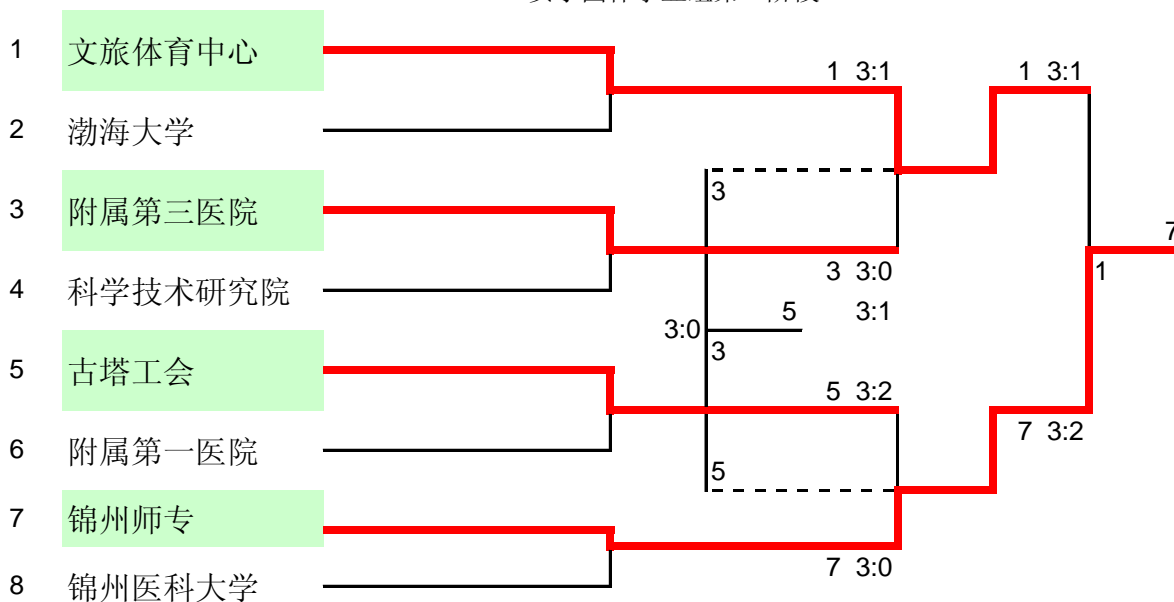 1 文旅体育中心
1 3:1
1 3:1
2 渤海大学
3
3 附属第三医院
7
3 3:0
1
4 科学技术研究院
5 3:1
3:0
3
5 古塔工会
5 3:2
7 3:2
6 附属第一医院
5
7 锦州师专
7 3:0
8 锦州医科大学